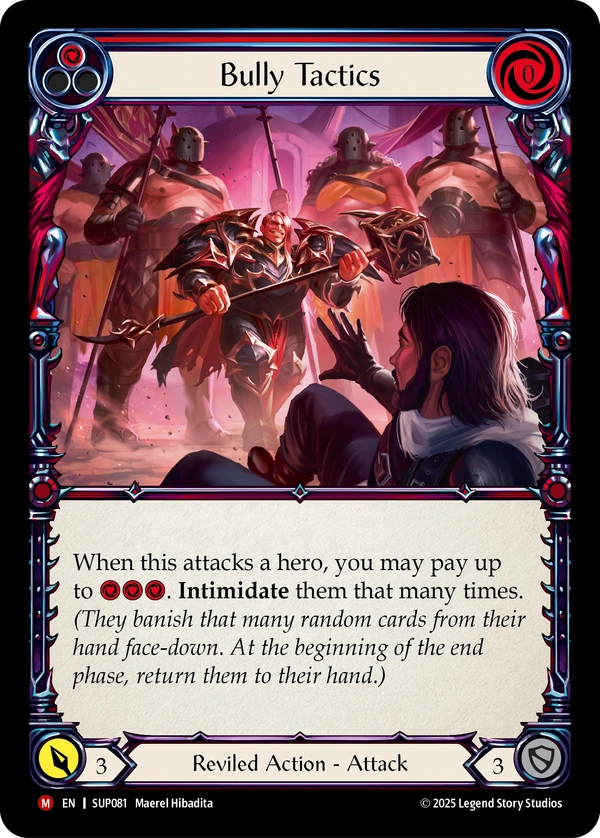 Bully Tactics
0
When this attacks a hero, you may pay up
to . Intimidate them that many times.
(They banish that many random cards from their
hand face-down. At the beginning of the end
phase, return them to their hand.)
3
Reviled Action - Attack
3
M EN | SUP081 Maerel Hibadita
© 2025 Legend Story Studios